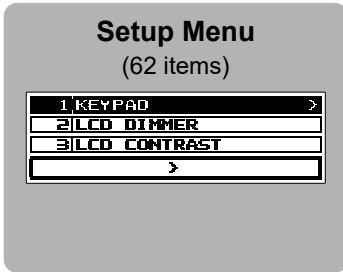 Setup Menu
(62 items)
1 KEYPAD >
2 LCD DIMMER
3 LCD CONTRAST
>